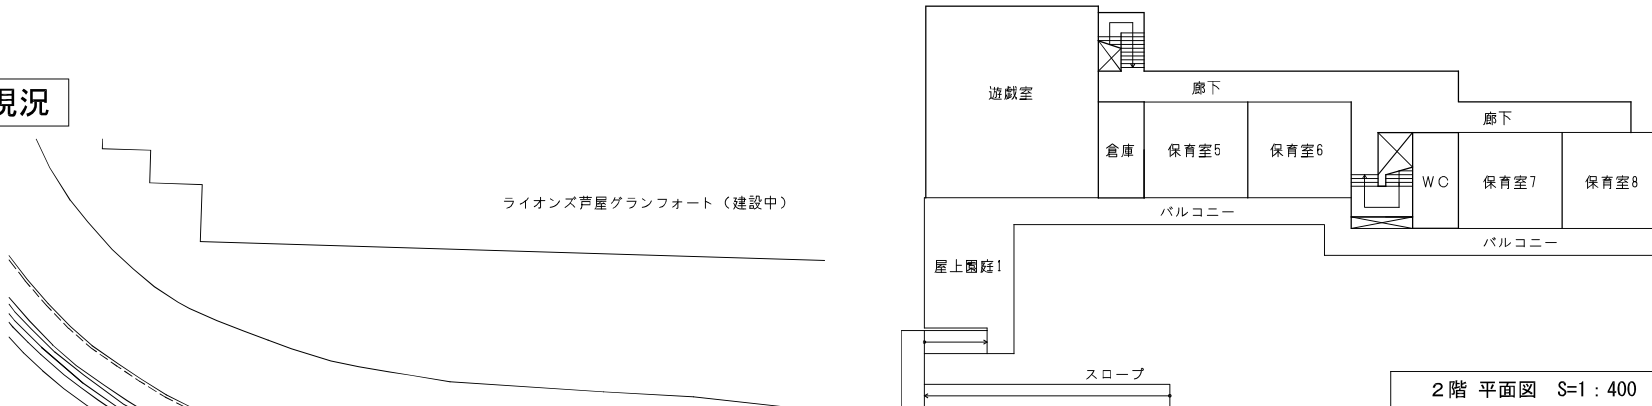 現況
ライオンズ芦屋グランフォート（建設中）
遊戯室
廊下
廊下
倉庫
保育室5
保育室6
WC
保育室7
保育室8
バルコニー
バルコニー
屋上園庭1
スロープ
2階 平面図 S=1：400